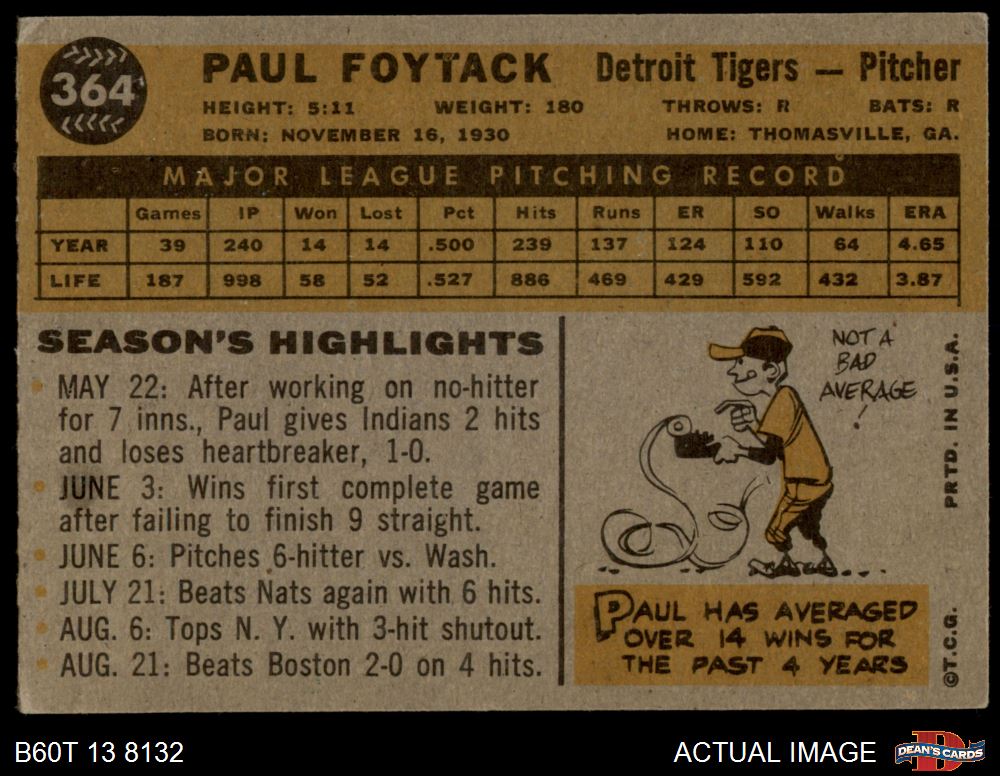 364
PAUL FOYTACK Detroit Tigers — Pitcher
HEIGHT: 5:11 WEIGHT: 180 THROWS: R BATS: R
BORN: NOVEMBER 16, 1930 HOME: THOMASVILLE, GA.
MAJOR LEAGUE PITCHING RECORD
Games IP Won Lost Pct Hits Runs ER SO Walks ERA
YEAR 39 240 14 14 .500 239 137 124 110 64 4.65
LIFE 187 998 58 52 .527 886 469 429 592 432 3.87
SEASON'S HIGHLIGHTS
MAY 22: After working on no-hitter
for 7 inns., Paul gives Indians 2 hits
and loses heartbreaker, 1-0.
JUNE 3: Wins first complete game
after failing to finish 9 straight.
JUNE 6: Pitches 6-hitter vs. Wash.
JULY 21: Beats Nats again with 6 hits.
AUG. 6: Tops N. Y. with 3-hit shutout.
AUG. 21: Beats Boston 2-0 on 4 hits.
NOT A
BAD
AVERAGE
!
PAUL HAS AVERAGED
OVER 14 WINS FOR
THE PAST 4 YEARS
©T.C.G. PRTD. IN U.S.A.
B60T 13 8132 ACTUAL IMAGE DEAN'S CARDS